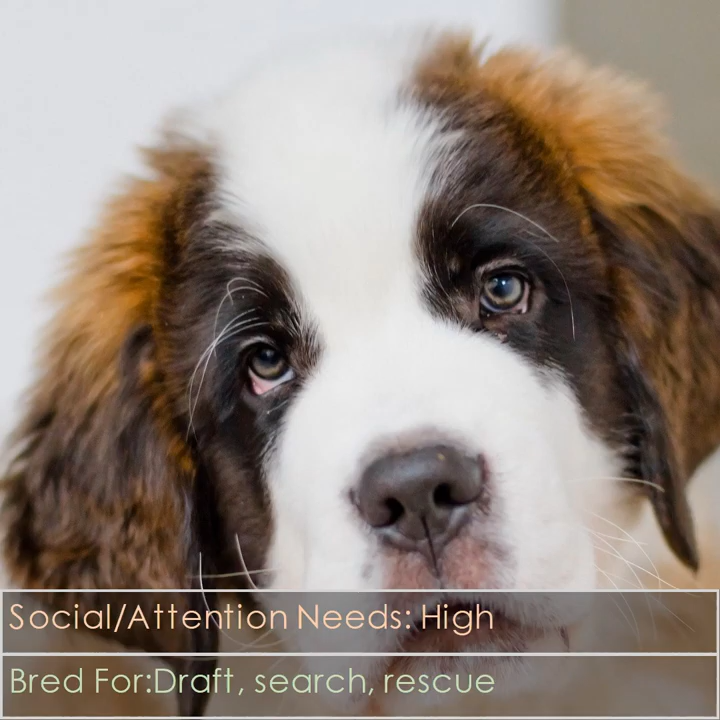 Social/Attention Needs: High
Bred For:Draft, search, rescue